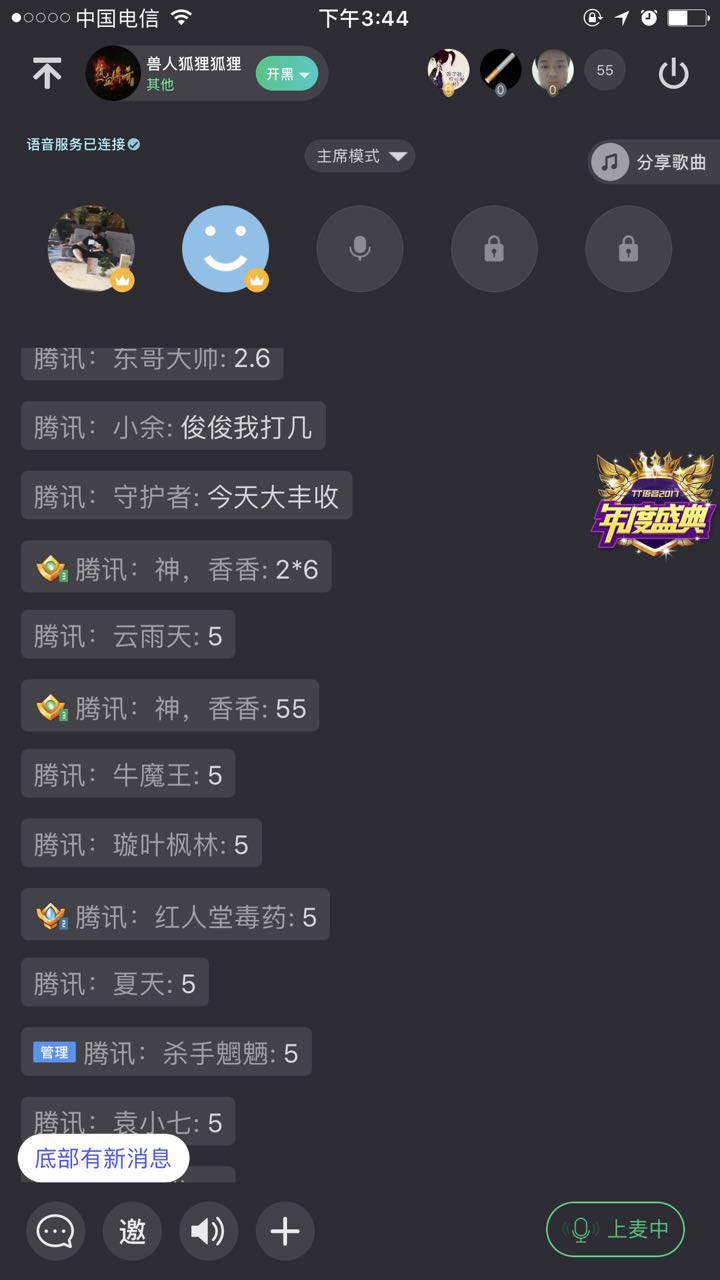 中国电信
下午3:44
兽人狐狸狐狸
其他
开黑
0
0
0
55
语音服务已连接
主席模式
分享歌曲
腾讯：东哥大帅: 2.6
腾讯：小余: 俊俊我打几
腾讯：守护者: 今天大丰收
TT语音2017
年度盛典
3 腾讯：神，香香: 2*6
腾讯：云雨天: 5
3 腾讯：神，香香: 55
腾讯：牛魔王: 5
腾讯：璇叶枫林: 5
2 腾讯：红人堂毒药: 5
腾讯：夏天: 5
管理 腾讯：杀手魍魉: 5
腾讯：袁小七: 5
底部有新消息
邀
上麦中